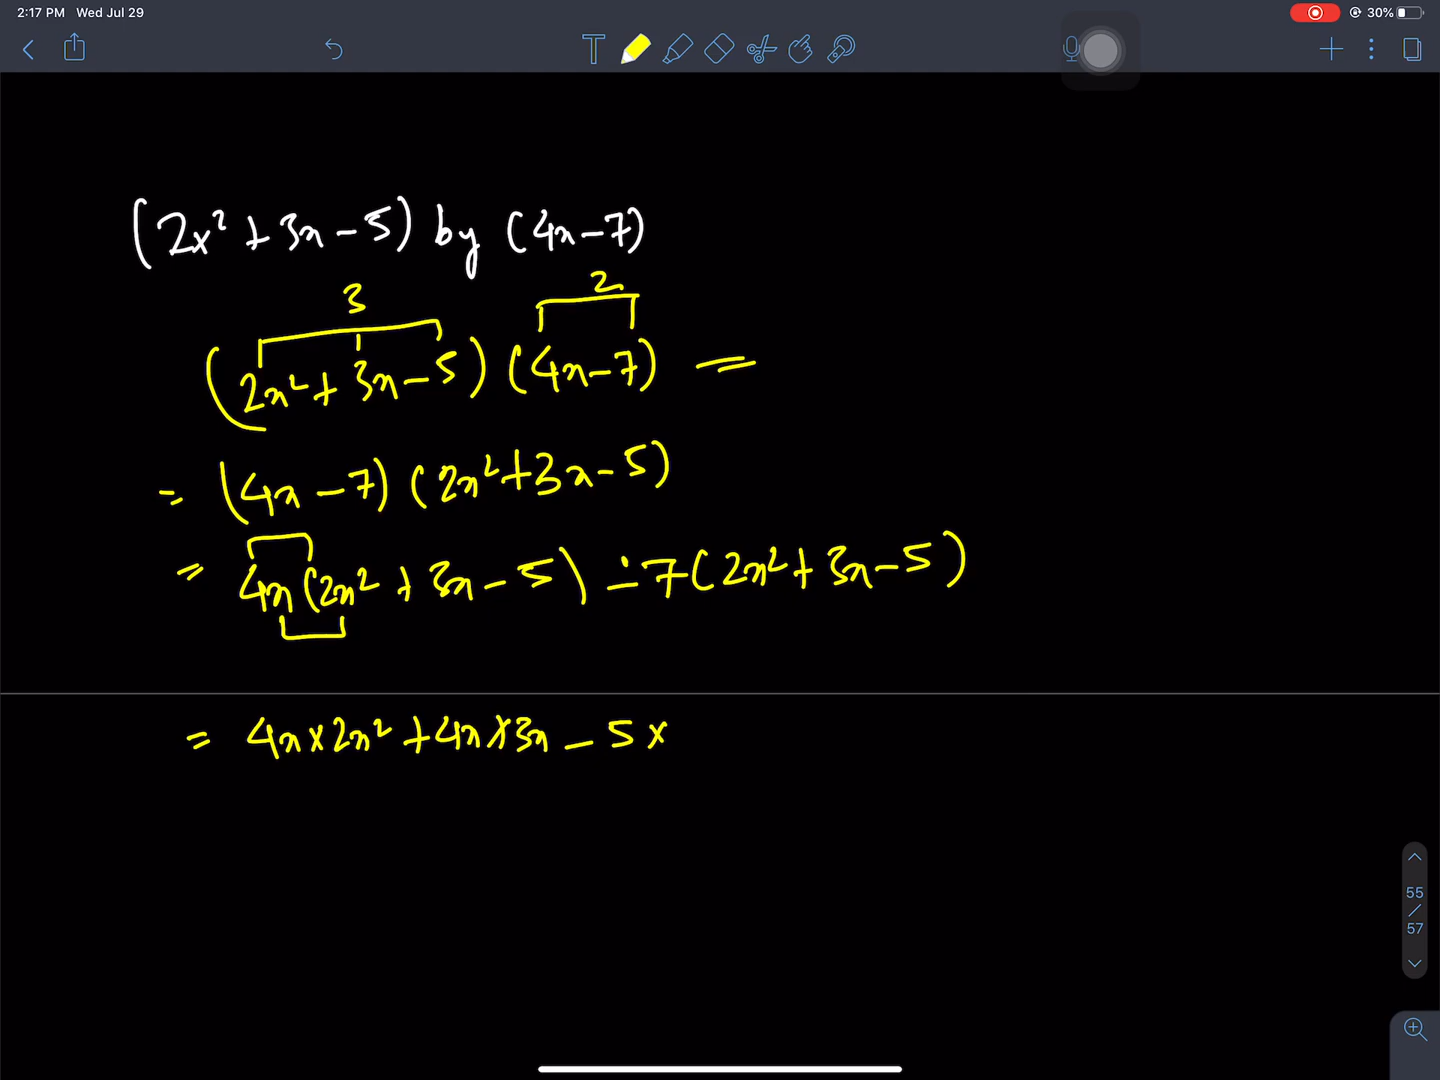 2:17 PM Wed Jul 29
30%
(2x² + 3x - 5) by (4x - 7)
3
2
(2x² + 3x - 5) (4x - 7) =
= (4x - 7) (2x² + 3x - 5)
= 4x (2x² + 3x - 5) - 7 (2x² + 3x - 5)
= 4x × 2x² + 4x × 3x - 5 ×
55
/
57